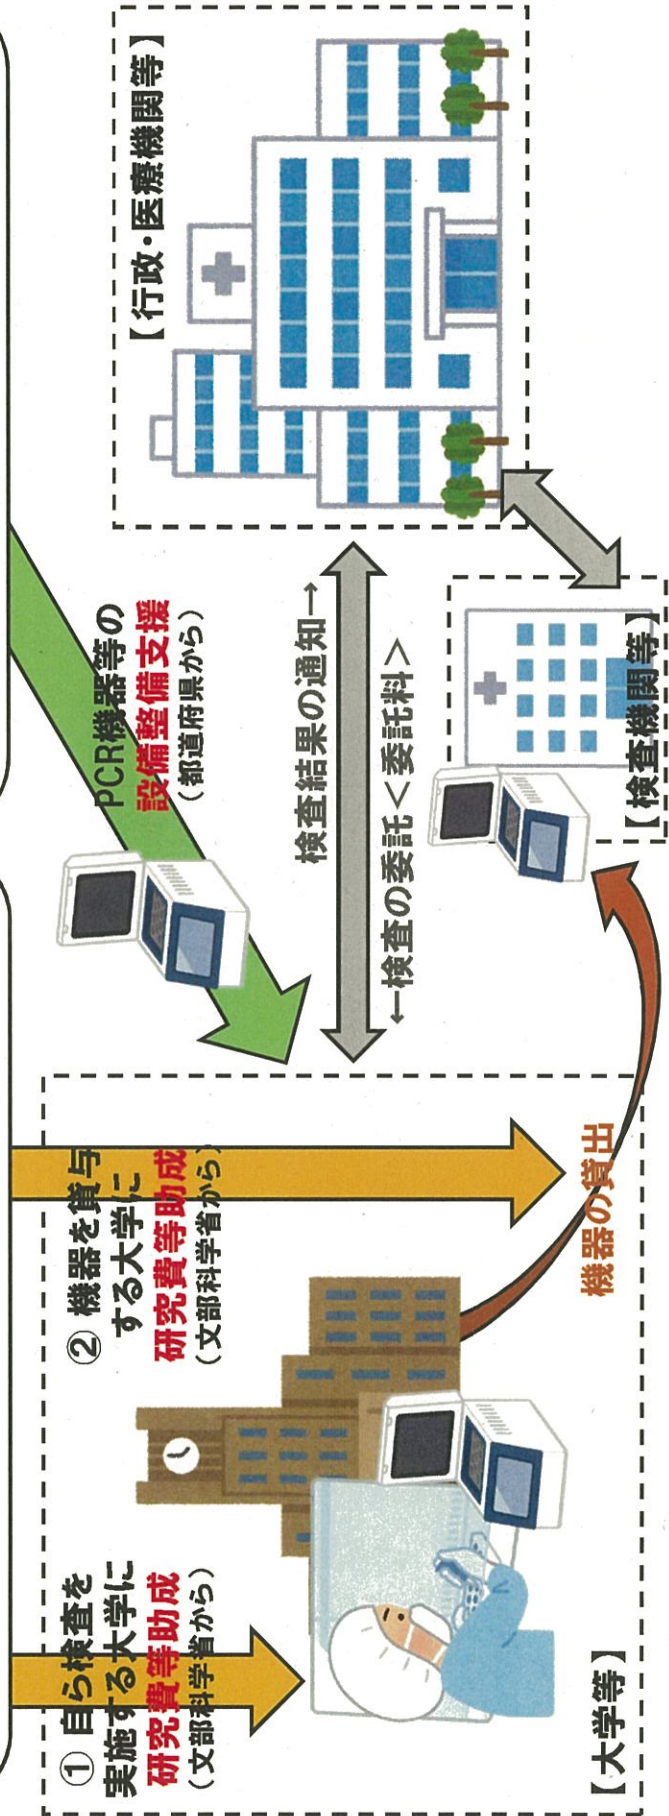 ① 自ら検査を
実施する大学に
研究費等助成
（文部科学省から）
② 機器を貸与
する大学に
研究費等助成
（文部科学省から）
PCR機器等の
設備整備支援
（都道府県から）
検査結果の通知→
←検査の委託＜委託料＞
機器の貸出
【大学等】
【検査機関等】
【行政・医療機関等】